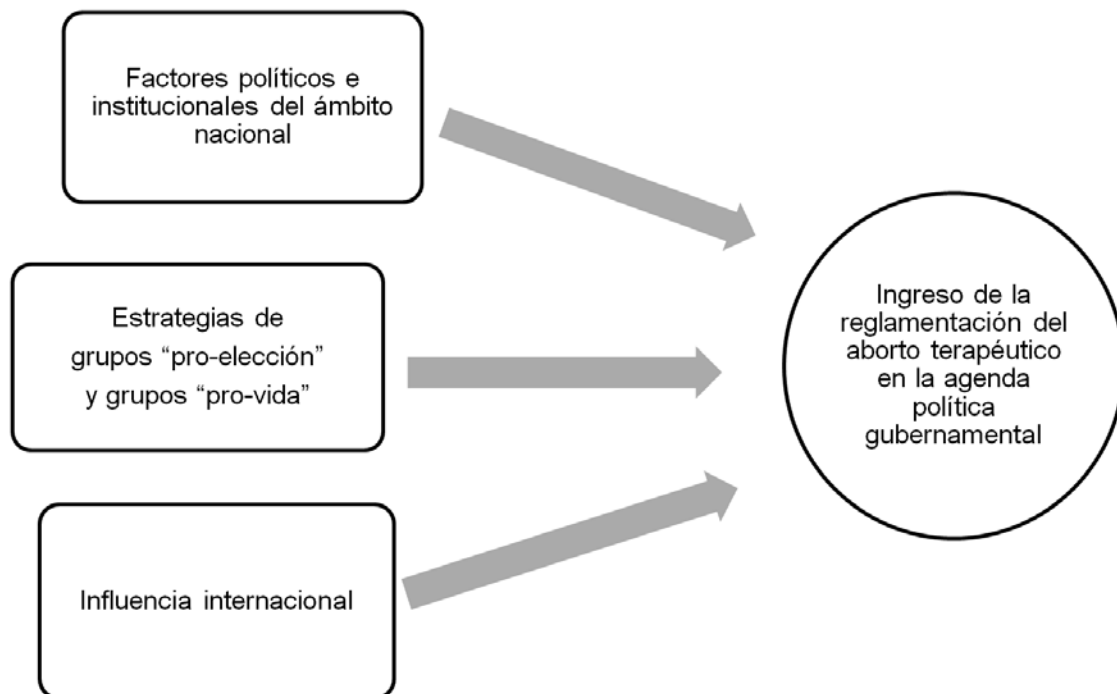 Factores políticos e
institucionales del ámbito
nacional
Estrategias de
grupos “pro-elección”
y grupos “pro-vida”
Influencia internacional
Ingreso de la
reglamentación del
aborto terapéutico
en la agenda
política
gubernamental